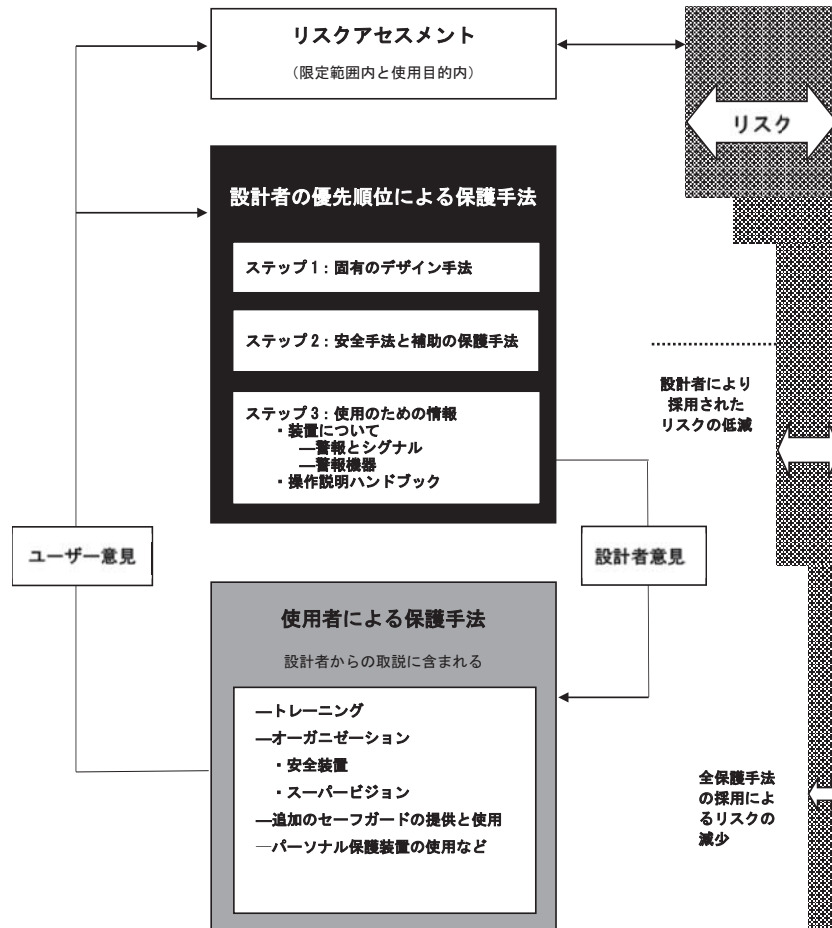 リスクアセスメント
（限定範囲内と使用目的内）
リスク
設計者の優先順位による保護手法
ステップ1：固有のデザイン手法
ステップ2：安全手法と補助の保護手法
ステップ3：使用のための情報
・装置について
―警報とシグナル
―警報機器
・操作説明ハンドブック
設計者により
採用された
リスクの低減
ユーザー意見
設計者意見
使用者による保護手法
設計者からの取説に含まれる
―トレーニング
―オーガニゼーション
・安全装置
・スーパービジョン
―追加のセーフガードの提供と使用
―パーソナル保護装置の使用など
全保護手法
の採用によ
るリスクの
減少